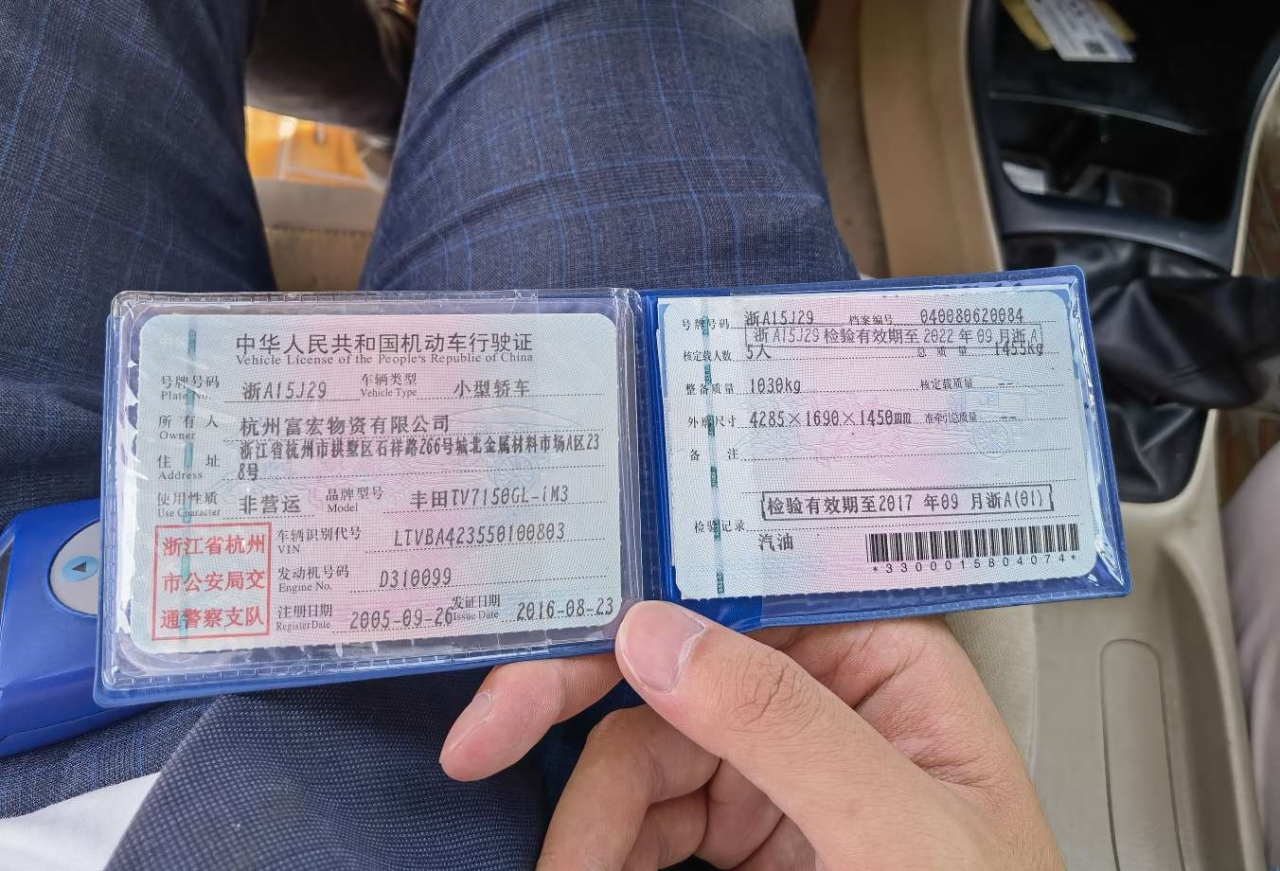 中华人民共和国机动车行驶证
Vehicle License of the People's Republic of China
号牌号码 浙A15J29 车辆类型 小型轿车
Plate No. Vehicle Type
所有人 杭州富宏物资有限公司
Owner
住址 浙江省杭州市拱墅区石祥路266号城北金属材料市场A区23
Address 8号
使用性质 非营运 品牌型号 丰田TV7150GL-iM3
Use Character Model
浙江省杭州
市公安局交
通警察支队
车辆识别代号 LTVBA423550100803
VIN
发动机号码 D310099
Engine No.
注册日期 2005-09-26 发证日期 2016-08-23
Register Date Issue Date
号牌号码 浙A15J29 档案编号 040080620084
浙A15J29 检验有效期至2022年09月浙A
核定载人数 5人 总质量 1455kg
整备质量 1030kg 核定载质量 --
外廓尺寸 4285×1690×1450mm 准牵引总质量 --
备注
检验有效期至2017年09月浙A(01)
检验记录
汽油
*3300015804074*